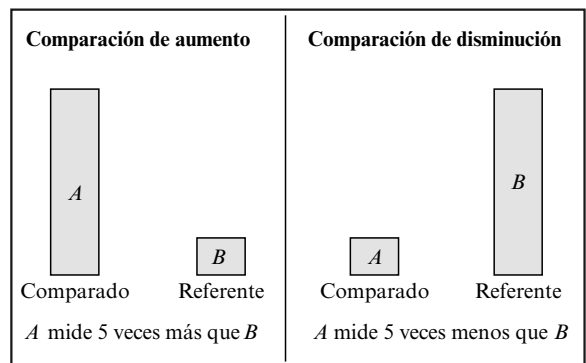 Comparación de aumento
A
B
Comparado Referente
A mide 5 veces más que B
Comparación de disminución
B
A
Comparado Referente
A mide 5 veces menos que B